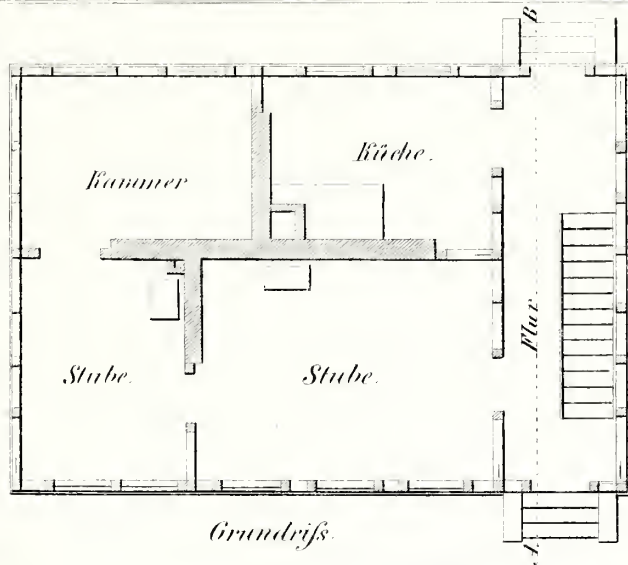 B
Küche.
Kammer
Flur
Stube.
Stube.
Grundriſs.
A